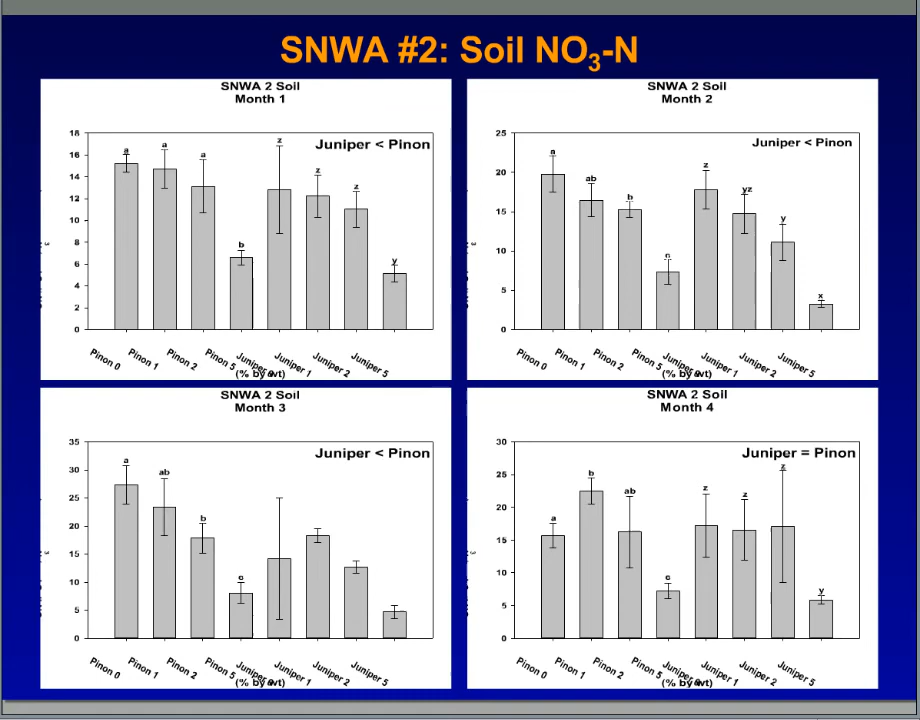 SNWA #2: Soil NO₃-N
SNWA 2 Soil
Month 1
Juniper < Pinon
18
16
14
12
10
8
6
4
2
0
a
a
a
b
z
z
z
y
Pinon 0
Pinon 1
Pinon 2
Pinon 5
Juniper 0
Juniper 1
Juniper 2
Juniper 5
(% by wt)
SNWA 2 Soil
Month 2
Juniper < Pinon
25
20
15
10
5
0
a
ab
b
z
yz
y
x
Pinon 0
Pinon 1
Pinon 2
Pinon 5
Juniper 0
Juniper 1
Juniper 2
Juniper 5
(% by wt)
SNWA 2 Soil
Month 3
Juniper < Pinon
35
30
25
20
15
10
5
0
a
ab
b
c
Pinon 0
Pinon 1
Pinon 2
Pinon 5
Juniper 0
Juniper 1
Juniper 2
Juniper 5
(% by wt)
SNWA 2 Soil
Month 4
Juniper = Pinon
30
25
20
15
10
5
0
a
b
ab
c
z
z
z
y
Pinon 0
Pinon 1
Pinon 2
Pinon 5
Juniper 0
Juniper 1
Juniper 2
Juniper 5
(% by wt)